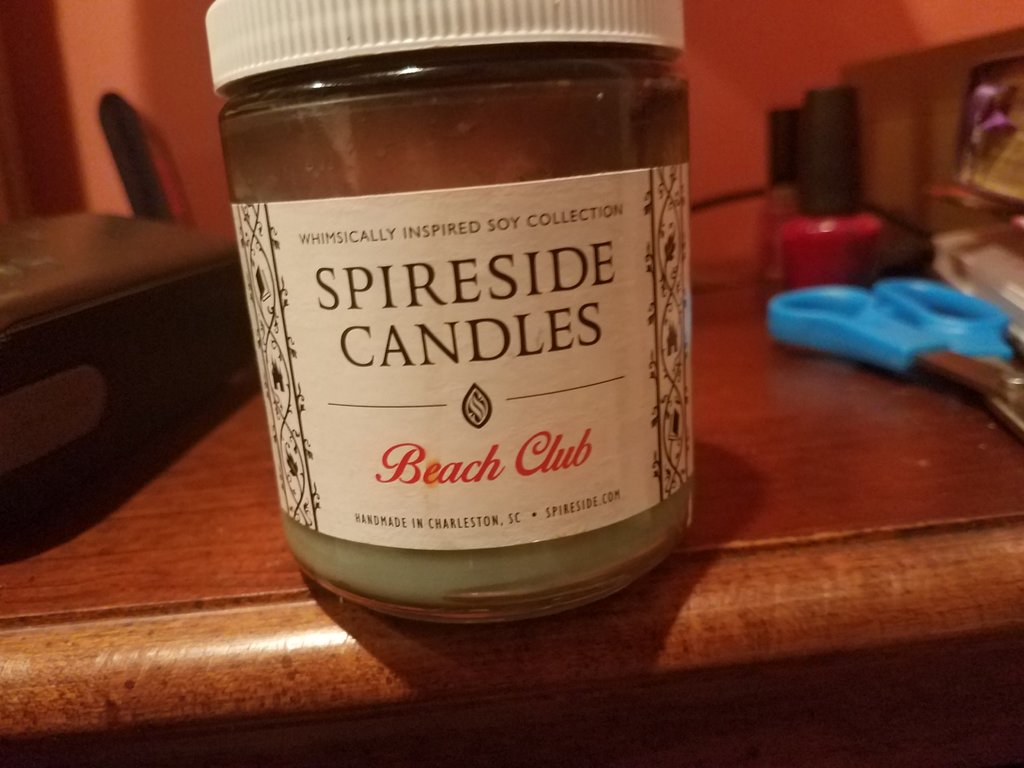 WHIMSICALLY INSPIRED SOY COLLECTION
SPIRESIDE
CANDLES
Beach Club
HANDMADE IN CHARLESTON, SC • SPIRESIDE.COM